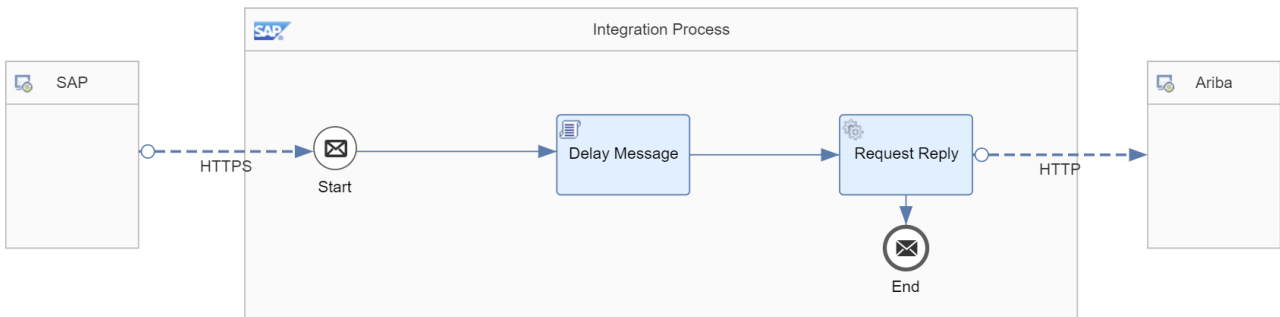 SAP Integration Process
SAP
Ariba
HTTPS
Start
Delay Message
Request Reply
HTTP
End